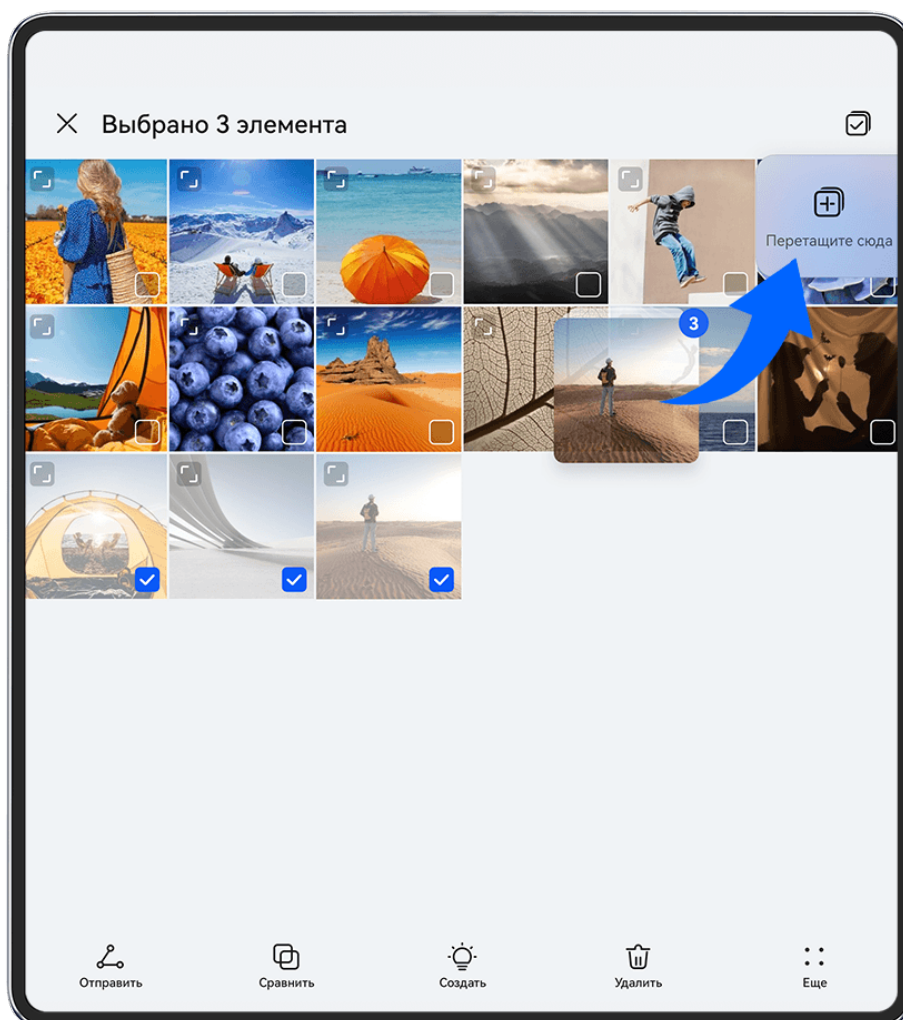 Выбрано 3 элемента
Перетащите сюда
3
Отправить
Сравнить
Создать
Удалить
Еще